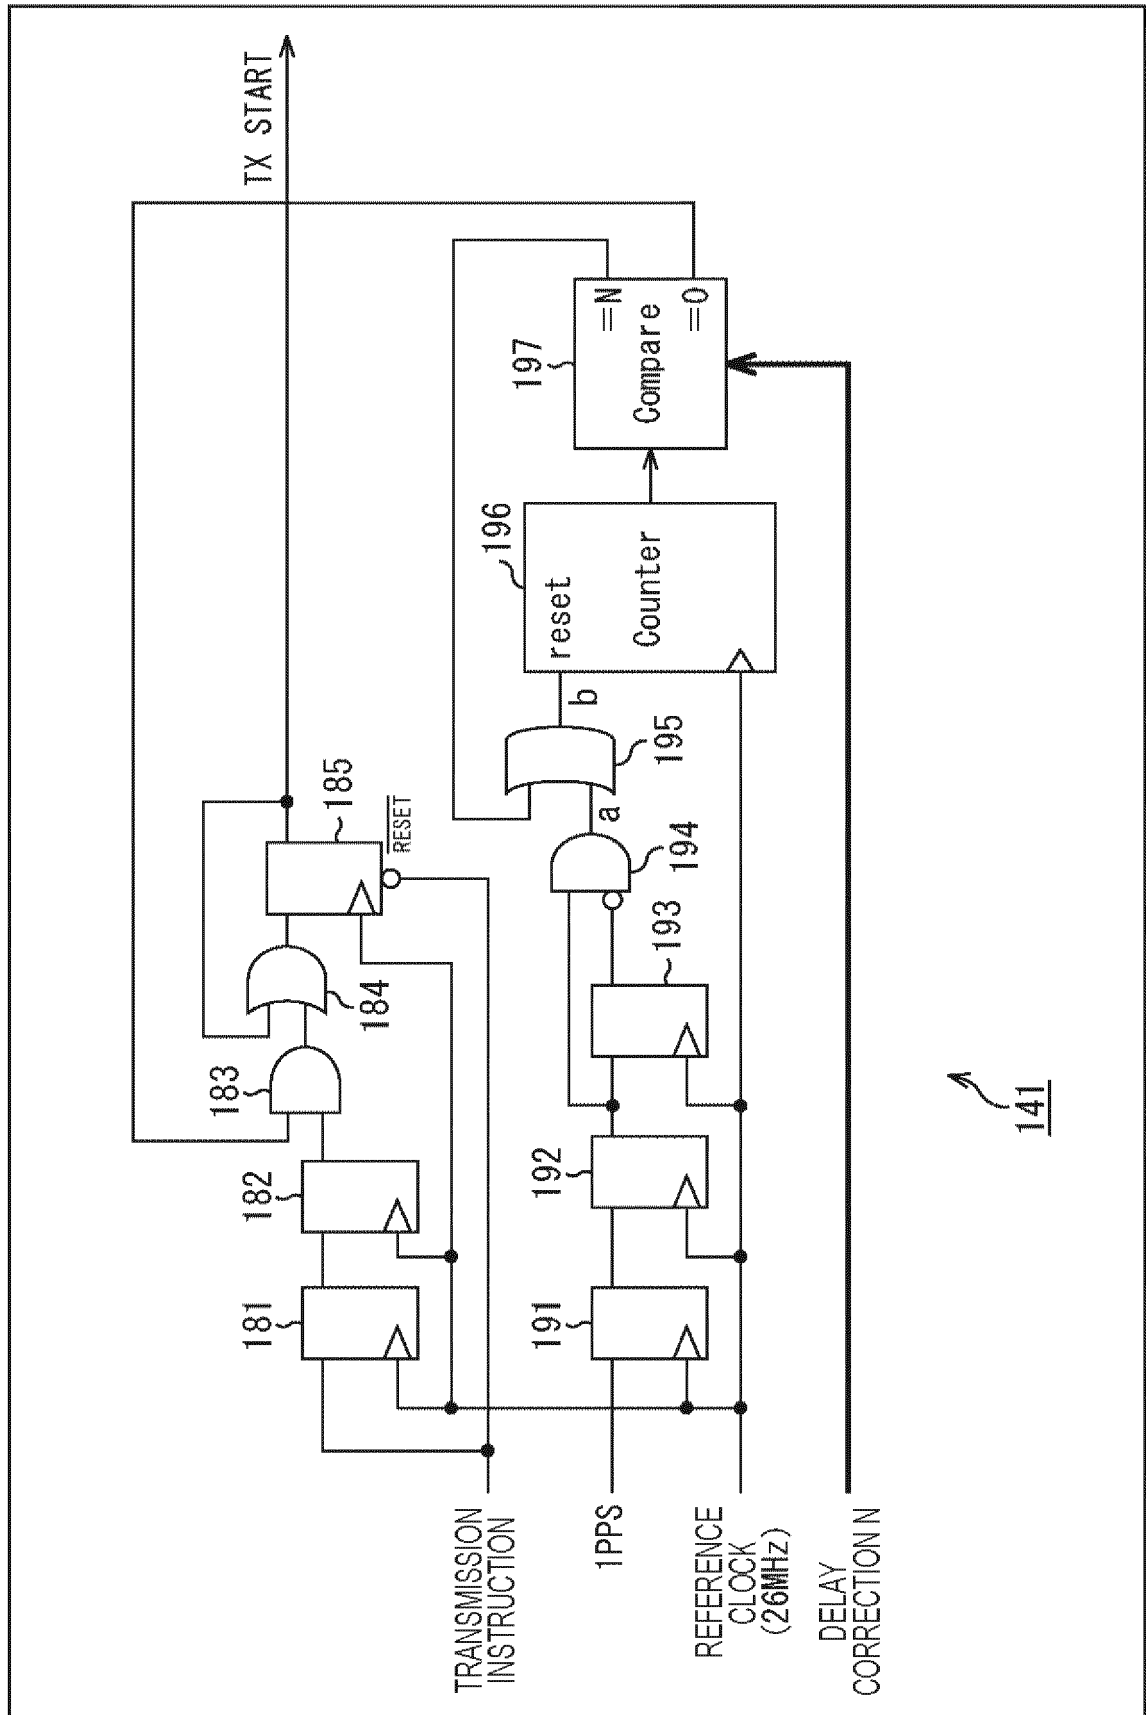 TX START
181
182
183
184
185
RESET
TRANSMISSION
INSTRUCTION
1PPS
191
192
193
194
a
195
b
196
reset
Counter
197
=N
Compare
=0
REFERENCE
CLOCK
(26MHz)
DELAY
CORRECTION N
141